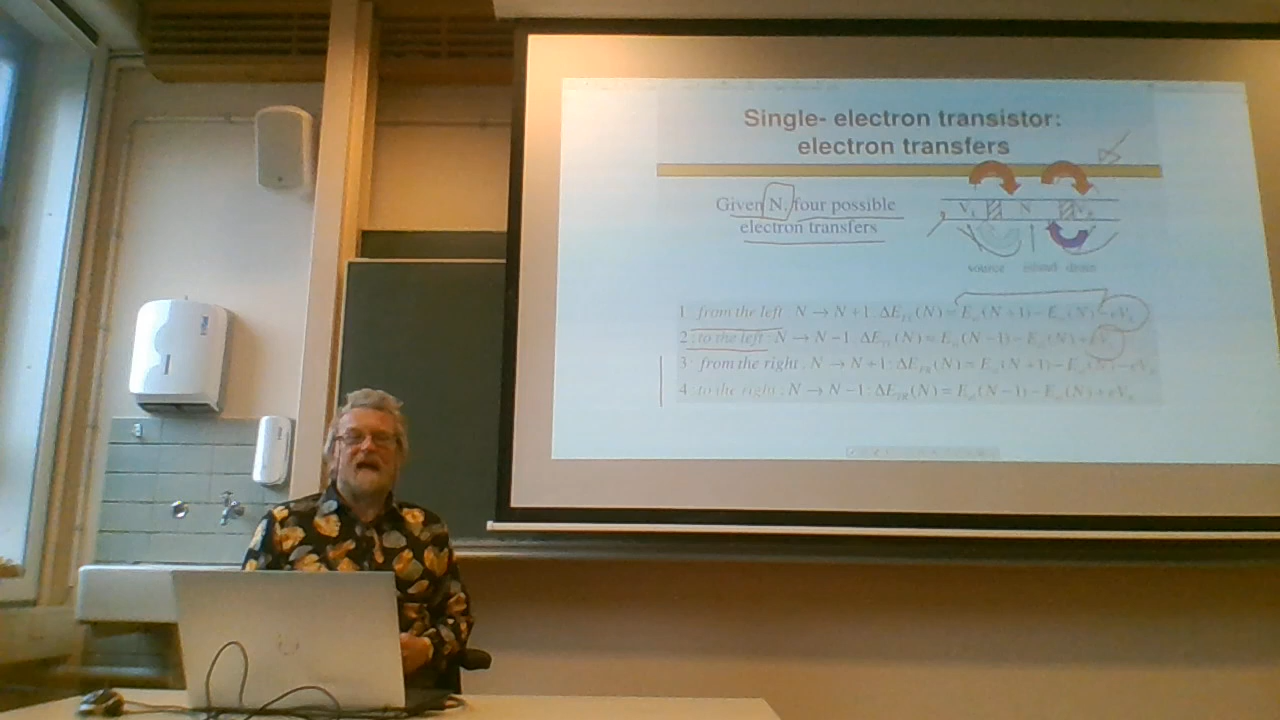 Single- electron transistor:
electron transfers
Given N, four possible
electron transfers
N
source island drain
1 from the left N → N+1 ΔE_FL(N) = E_el(N+1) − E_el(N) − eV_L
2 : to the left : N → N−1 ΔE_TL(N) = E_el(N−1) − E_el(N) +
3 : from the right . N → N+1 : ΔE_FR(N) = E_el(N+1) − E_el(N) − eV_R
4 : to the right : N → N−1 : ΔE_TR(N) = E_el(N−1) − E_el(N) + eV_R